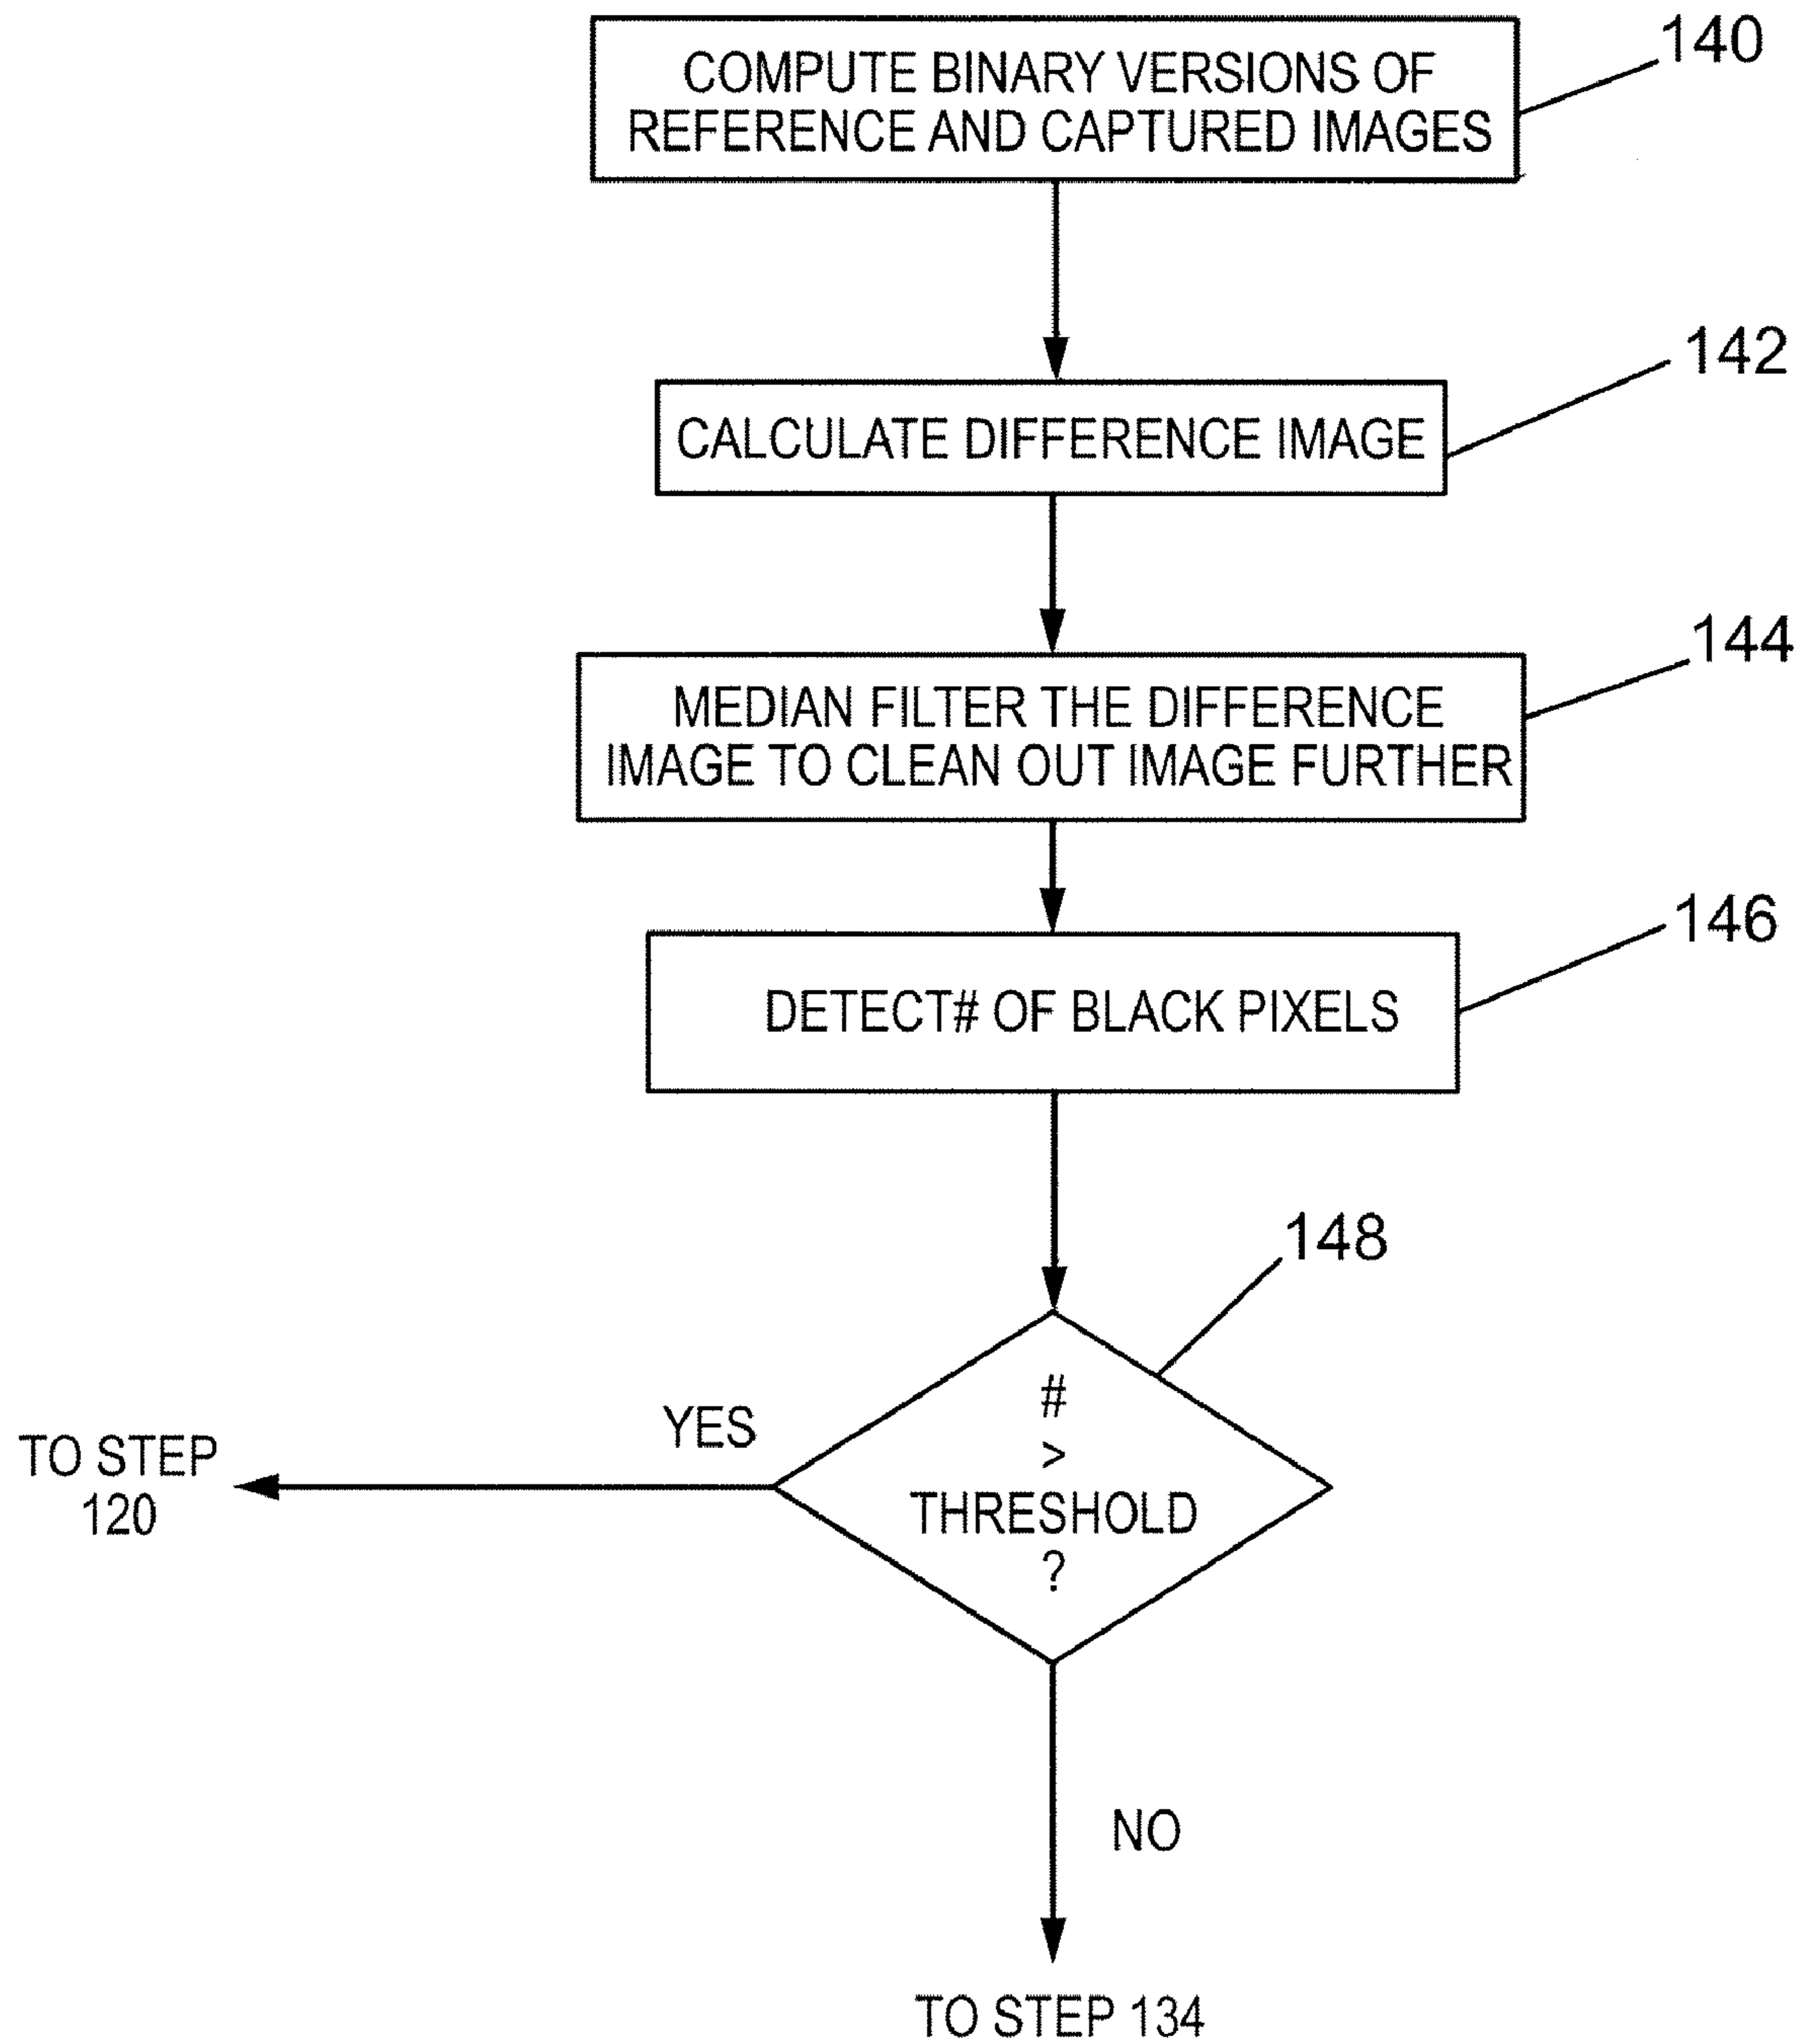 140
COMPUTE BINARY VERSIONS OF
REFERENCE AND CAPTURED IMAGES
142
CALCULATE DIFFERENCE IMAGE
144
MEDIAN FILTER THE DIFFERENCE
IMAGE TO CLEAN OUT IMAGE FURTHER
146
DETECT# OF BLACK PIXELS
148
#
>
THRESHOLD
?
YES
TO STEP
120
NO
TO STEP 134